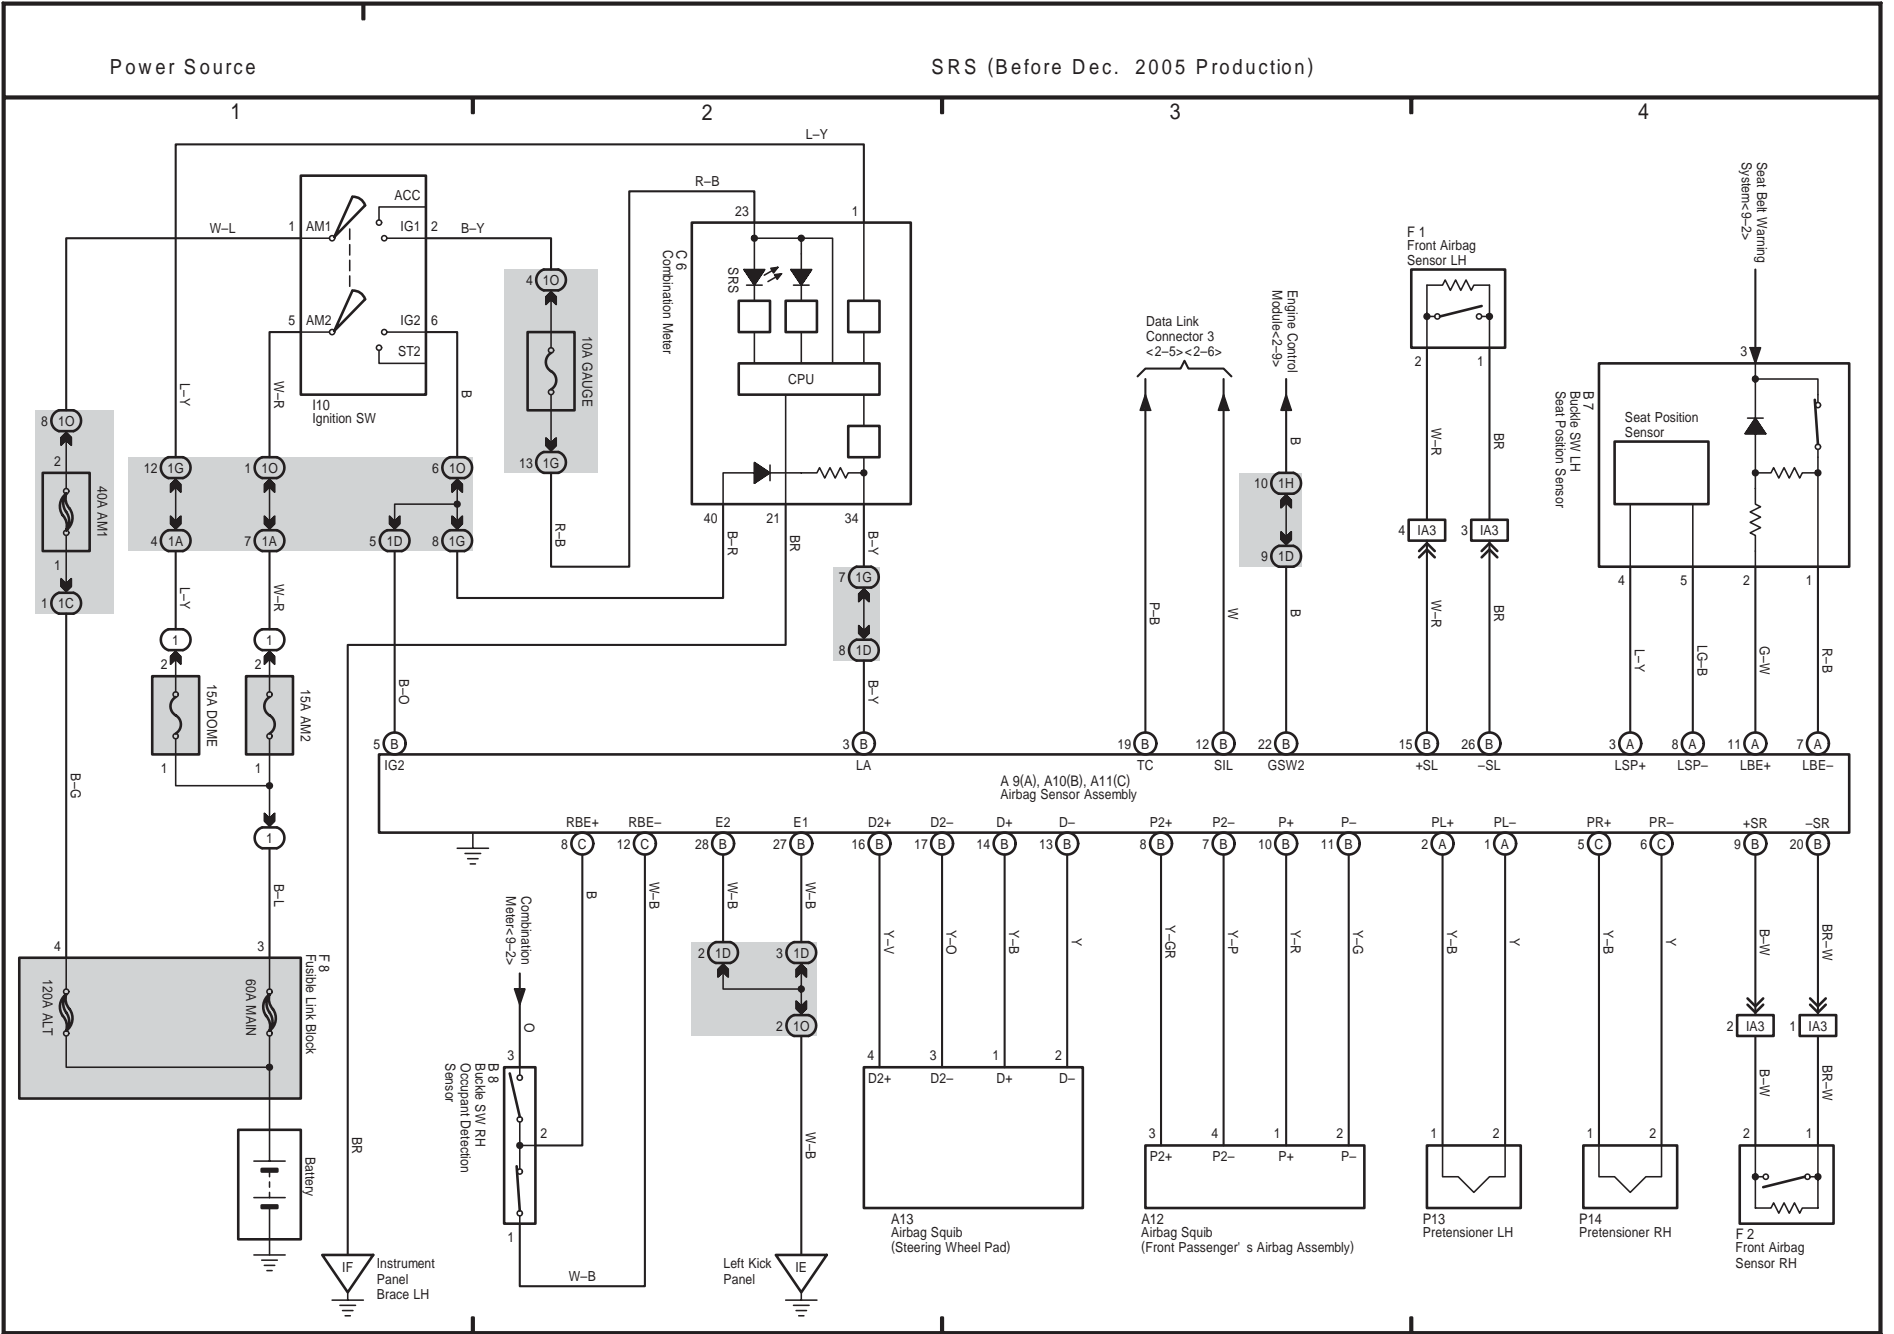 Power Source
SRS (Before Dec. 2005 Production)
1
2
3
4
L–Y
R–B
W–L
1
AM1
ACC
IG1
2
B–Y
5
AM2
IG2
6
ST2
I10
Ignition SW
L–Y
W–R
B
4
1O
10A GAUGE
13
1G
R–B
23
1
C 6
Combination Meter
SRS
CPU
40
21
34
B–R
BR
B–Y
7
1G
8
1D
B–Y
8
1O
2
40A AM1
1
1
1C
12
1G
1
1O
6
1O
4
1A
7
1A
5
1D
8
1G
L–Y
W–R
1
1
2
2
15A DOME
15A AM2
1
1
1
B–O
B–G
B–L
4
3
F 8
Fusible Link Block
120A ALT
60A MAIN
Battery
BR
IF
Instrument
Panel
Brace LH
Data Link
Connector 3
<2–5><2–6>
P–B
W
Engine Control
Module<2–9>
B
10
1H
9
1D
B
F 1
Front Airbag
Sensor LH
2
1
W–R
BR
4
IA3
3
IA3
W–R
BR
Seat Belt Warning
System<9–2>
3
B 7
Buckle SW LH
Seat Position Sensor
Seat Position
Sensor
4
5
2
1
L–Y
LG–B
G–W
R–B
5
B
3
B
19
B
12
B
22
B
15
B
26
B
3
A
8
A
11
A
7
A
IG2
LA
TC
SIL
GSW2
+SL
–SL
LSP+
LSP–
LBE+
LBE–
A 9(A), A10(B), A11(C)
Airbag Sensor Assembly
RBE+
RBE–
E2
E1
D2+
D2–
D+
D–
P2+
P2–
P+
P–
PL+
PL–
PR+
PR–
+SR
–SR
8
C
12
C
28
B
27
B
16
B
17
B
14
B
13
B
8
B
7
B
10
B
11
B
2
A
1
A
5
C
6
C
9
B
20
B
Combination
Meter<9–2>
O
B
W–B
3
B 8
Buckle SW RH
Occupant Detection
Sensor
2
1
W–B
W–B
W–B
2
1D
3
1D
2
1O
W–B
Left Kick
Panel
IE
Y–V
Y–O
Y–B
Y
4
3
1
2
D2+
D2–
D+
D–
A13
Airbag Squib
(Steering Wheel Pad)
Y–GR
Y–P
Y–R
Y–G
3
4
1
2
P2+
P2–
P+
P–
A12
Airbag Squib
(Front Passenger' s Airbag Assembly)
Y–B
Y
1
2
P13
Pretensioner LH
Y–B
Y
1
2
P14
Pretensioner RH
B–W
BR–W
2
IA3
1
IA3
B–W
BR–W
2
1
F 2
Front Airbag
Sensor RH